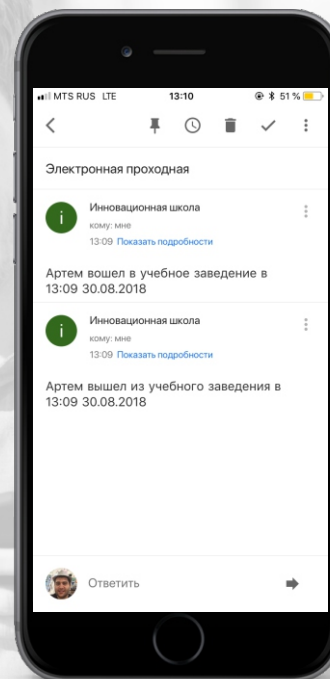 MTS RUS LTE 13:10 51 %
Электронная проходная
i Инновационная школа
кому: мне
13:09 Показать подробности
Артем вошел в учебное заведение в
13:09 30.08.2018
i Инновационная школа
кому: мне
13:09 Показать подробности
Артем вышел из учебного заведения в
13:09 30.08.2018
Ответить